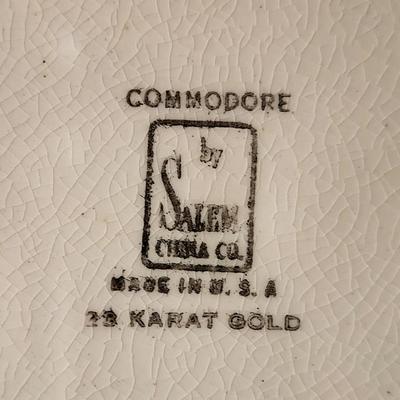 COMMODORE
by
SALEM
CHINA CO.
MADE IN U.S.A
23 KARAT GOLD